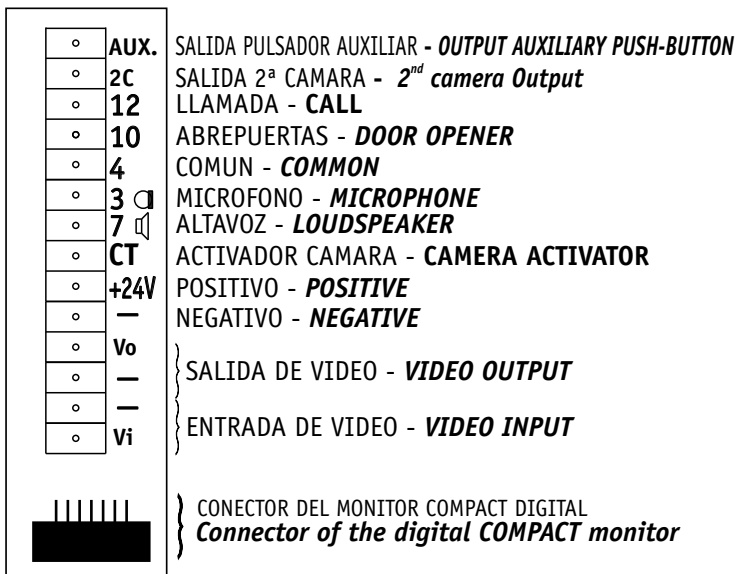 AUX. SALIDA PULSADOR AUXILIAR - OUTPUT AUXILIARY PUSH-BUTTON
2C SALIDA 2ª CAMARA - 2nd camera Output
12 LLAMADA - CALL
10 ABREPUERTAS - DOOR OPENER
4 COMUN - COMMON
3 MICROFONO - MICROPHONE
7 ALTAVOZ - LOUDSPEAKER
CT ACTIVADOR CAMARA - CAMERA ACTIVATOR
+24V POSITIVO - POSITIVE
— NEGATIVO - NEGATIVE
Vo
SALIDA DE VIDEO - VIDEO OUTPUT
—
—
ENTRADA DE VIDEO - VIDEO INPUT
Vi
CONECTOR DEL MONITOR COMPACT DIGITAL
Connector of the digital COMPACT monitor